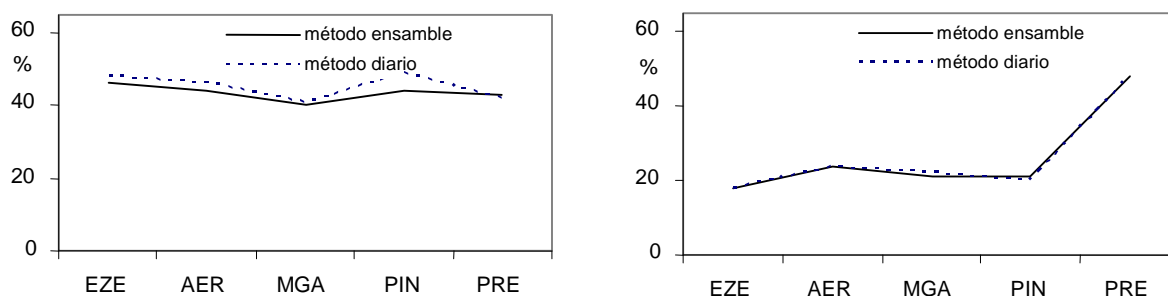 60
método ensamble
%
método diario
40
20
0
EZE AER MGA PIN PRE
60
método ensamble
%
método diario
40
20
0
EZE AER MGA PIN PRE